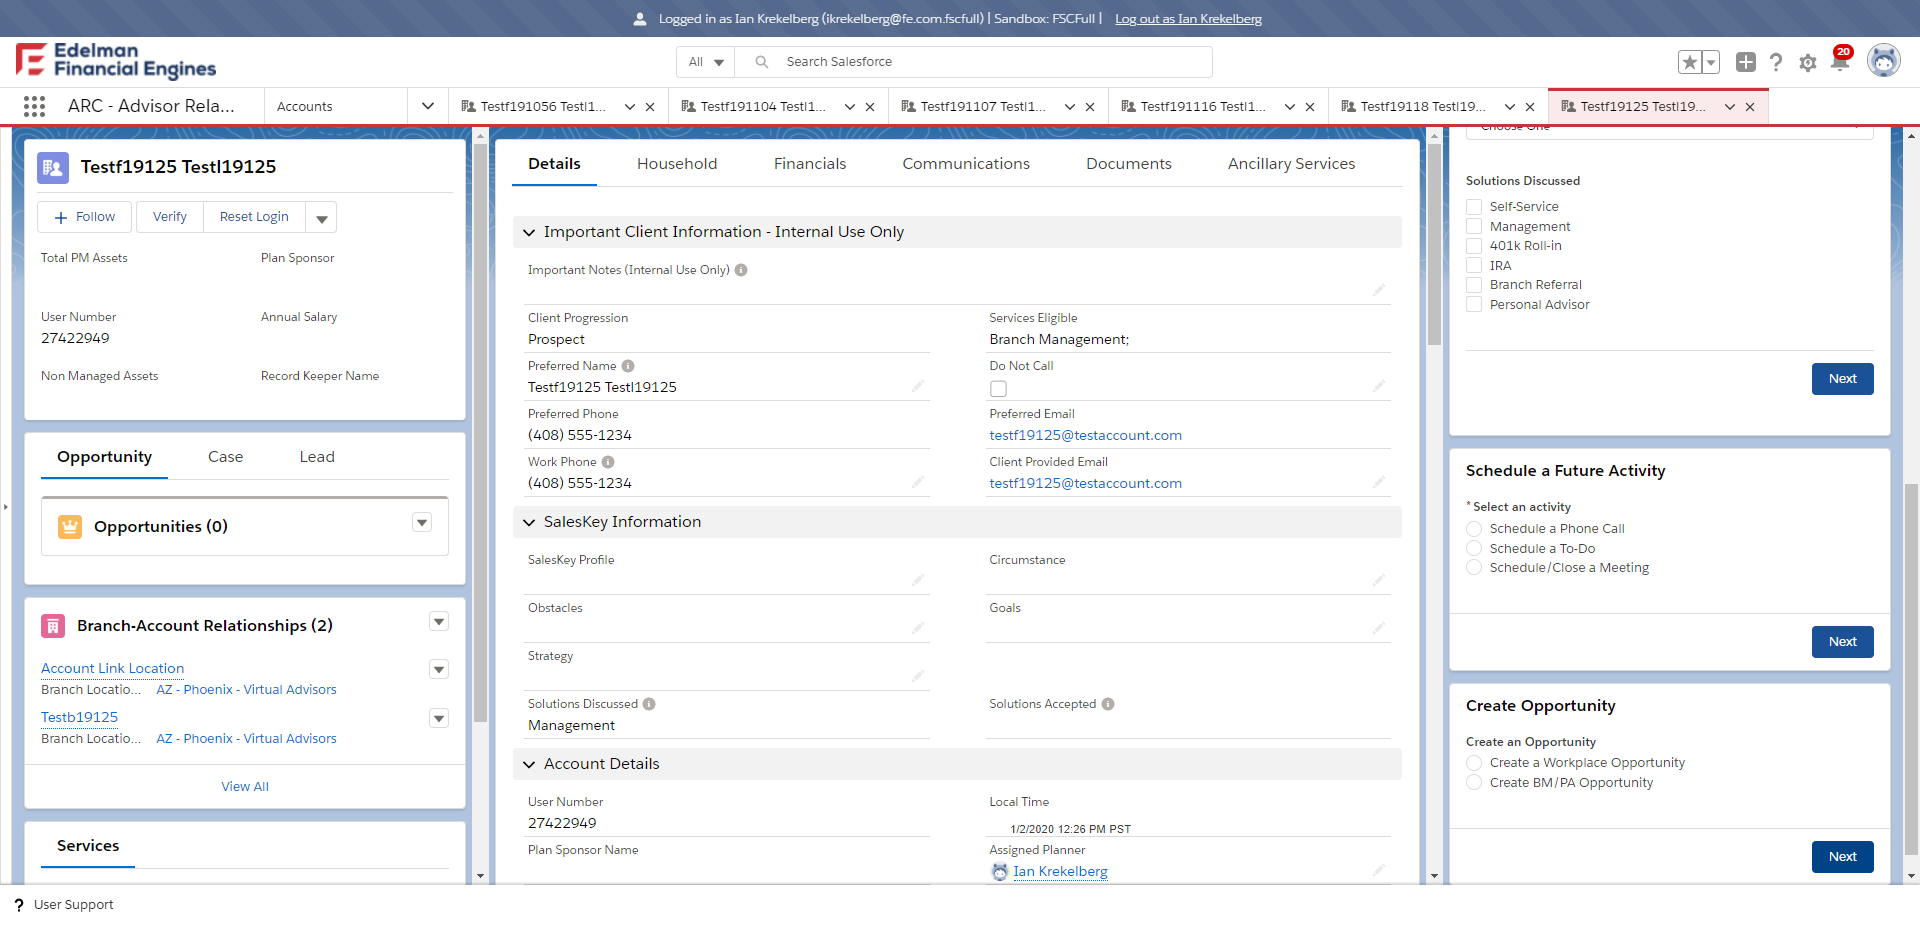 Logged in as Ian Krekelberg (ikrekelberg@fe.com.fscfull) | Sandbox: FSCFull | Log out as Ian Krekelberg
Edelman
Financial Engines
All
Search Salesforce
20
ARC - Advisor Rela...
Accounts
Testf191056 Testl1...
Testf191104 Testl1...
Testf191107 Testl1...
Testf191116 Testl1...
Testf19118 Testl19...
Testf19125 Testl19...
Testf19125 Testl19125
Follow
Verify
Reset Login
Total PM Assets
Plan Sponsor
User Number
27422949
Annual Salary
Non Managed Assets
Record Keeper Name
Opportunity
Case
Lead
Opportunities (0)
Branch-Account Relationships (2)
Account Link Location
Branch Locatio... AZ - Phoenix - Virtual Advisors
Testb19125
Branch Locatio... AZ - Phoenix - Virtual Advisors
View All
Services
Details
Household
Financials
Communications
Documents
Ancillary Services
Important Client Information - Internal Use Only
Important Notes (Internal Use Only)
Client Progression
Prospect
Services Eligible
Branch Management;
Preferred Name
Testf19125 Testl19125
Do Not Call
Preferred Phone
(408) 555-1234
Preferred Email
testf19125@testaccount.com
Work Phone
(408) 555-1234
Client Provided Email
testf19125@testaccount.com
SalesKey Information
SalesKey Profile
Circumstance
Obstacles
Goals
Strategy
Solutions Discussed
Management
Solutions Accepted
Account Details
User Number
27422949
Local Time
1/2/2020 12:26 PM PST
Plan Sponsor Name
Assigned Planner
Ian Krekelberg
Choose One
Solutions Discussed
Self-Service
Management
401k Roll-in
IRA
Branch Referral
Personal Advisor
Next
Schedule a Future Activity
* Select an activity
Schedule a Phone Call
Schedule a To-Do
Schedule/Close a Meeting
Next
Create Opportunity
Create an Opportunity
Create a Workplace Opportunity
Create BM/PA Opportunity
Next
? User Support